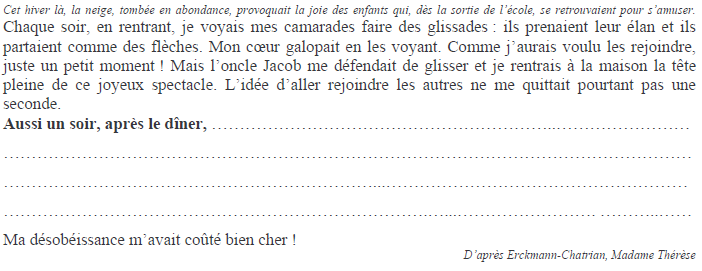 Cet hiver là, la neige, tombée en abondance, provoquait la joie des enfants qui, dès la sortie de l'école, se retrouvaient pour s'amuser.
Chaque soir, en rentrant, je voyais mes camarades faire des glissades : ils prenaient leur élan et ils
partaient comme des flèches. Mon cœur galopait en les voyant. Comme j'aurais voulu les rejoindre,
juste un petit moment ! Mais l'oncle Jacob me défendait de glisser et je rentrais à la maison la tête
pleine de ce joyeux spectacle. L'idée d'aller rejoindre les autres ne me quittait pourtant pas une
seconde.
Aussi un soir, après le dîner, ……………………………………………………..……………………
…………………………………………………………………………………………………………
…………………………………………………………..……………………………………………
……………………………………………………………………...…………………… ………...……
Ma désobéissance m'avait coûté bien cher !
D'après Erckmann-Chatrian, Madame Thérèse